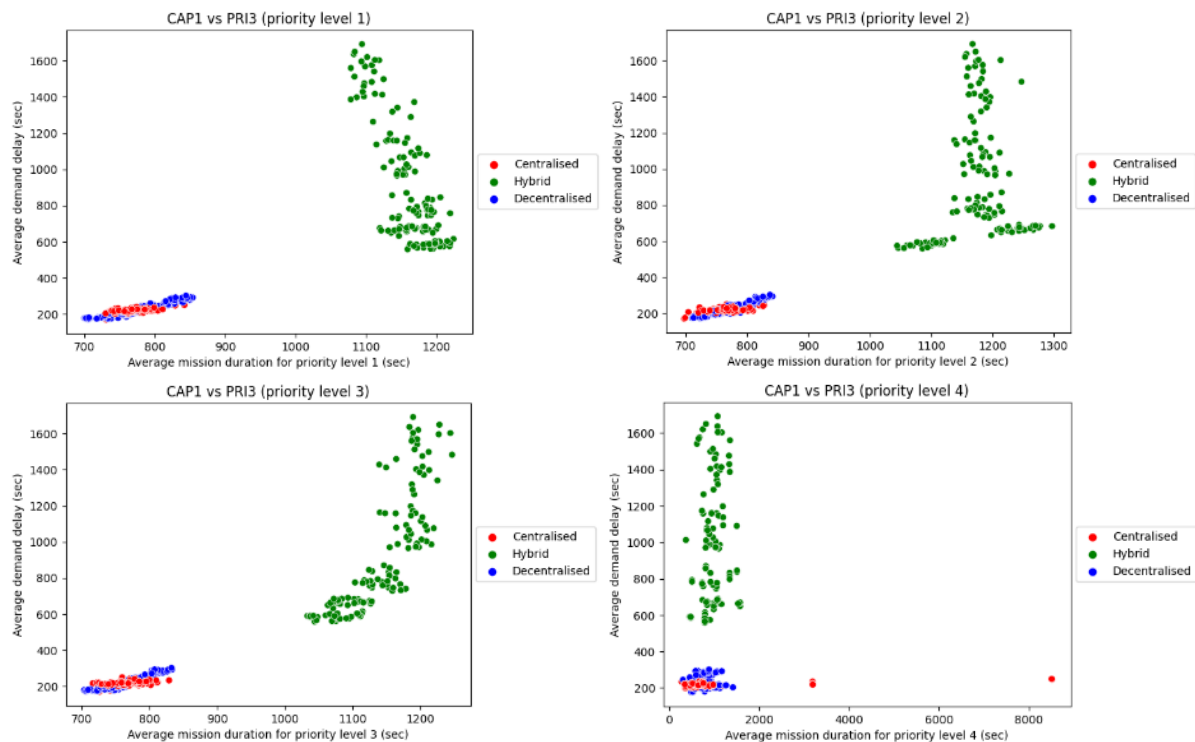 CAP1 vs PRI3 (priority level 1)
1600
1400
1200
1000
800
600
400
200
Average demand delay (sec)
700 800 900 1000 1100 1200
Average mission duration for priority level 1 (sec)
Centralised
Hybrid
Decentralised
CAP1 vs PRI3 (priority level 2)
1600
1400
1200
1000
800
600
400
200
Average demand delay (sec)
700 800 900 1000 1100 1200 1300
Average mission duration for priority level 2 (sec)
Centralised
Hybrid
Decentralised
CAP1 vs PRI3 (priority level 3)
1600
1400
1200
1000
800
600
400
200
Average demand delay (sec)
700 800 900 1000 1100 1200
Average mission duration for priority level 3 (sec)
Centralised
Hybrid
Decentralised
CAP1 vs PRI3 (priority level 4)
1600
1400
1200
1000
800
600
400
200
Average demand delay (sec)
0 2000 4000 6000 8000
Average mission duration for priority level 4 (sec)
Centralised
Hybrid
Decentralised